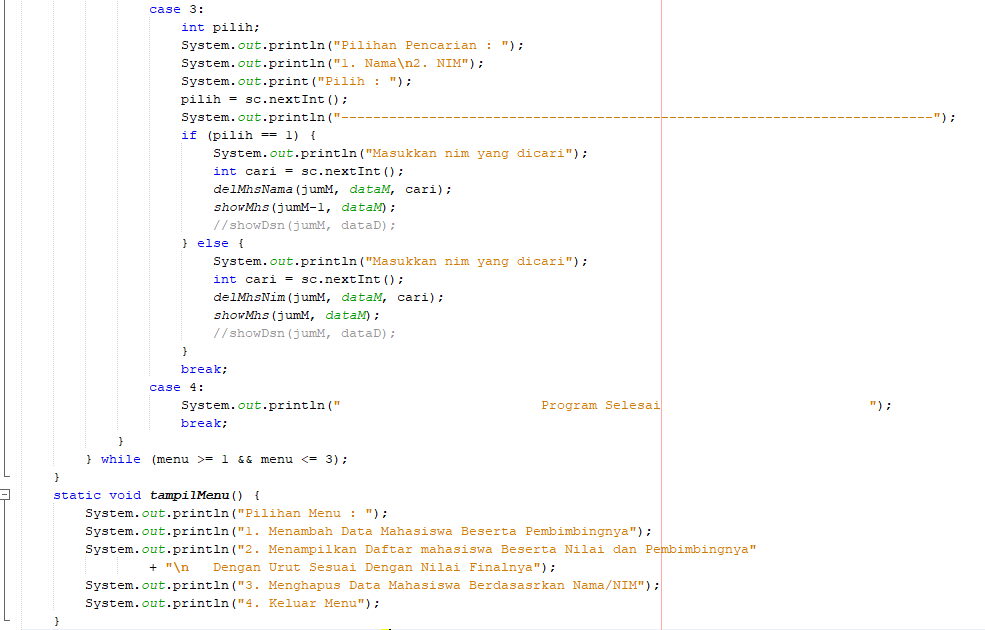 case 3:
int pilih;
System.out.println("Pilihan Pencarian : ");
System.out.println("1. Nama\n2. NIM");
System.out.print("Pilih : ");
pilih = sc.nextInt();
System.out.println("--------------------------------------------------------------------------");
if (pilih == 1) {
System.out.println("Masukkan nim yang dicari");
int cari = sc.nextInt();
delMhsNama(jumM, dataM, cari);
showMhs(jumM-1, dataM);
//showDsn(jumM, dataD);
} else {
System.out.println("Masukkan nim yang dicari");
int cari = sc.nextInt();
delMhsNim(jumM, dataM, cari);
showMhs(jumM, dataM);
//showDsn(jumM, dataD);
}
break;
case 4:
System.out.println("                         Program Selesai                          ");
break;
}
} while (menu >= 1 && menu <= 3);
}
static void tampilMenu() {
System.out.println("Pilihan Menu : ");
System.out.println("1. Menambah Data Mahasiswa Beserta Pembimbingnya");
System.out.println("2. Menampilkan Daftar mahasiswa Beserta Nilai dan Pembimbingnya"
+ "\n   Dengan Urut Sesuai Dengan Nilai Finalnya");
System.out.println("3. Menghapus Data Mahasiswa Berdasasrkan Nama/NIM");
System.out.println("4. Keluar Menu");
}